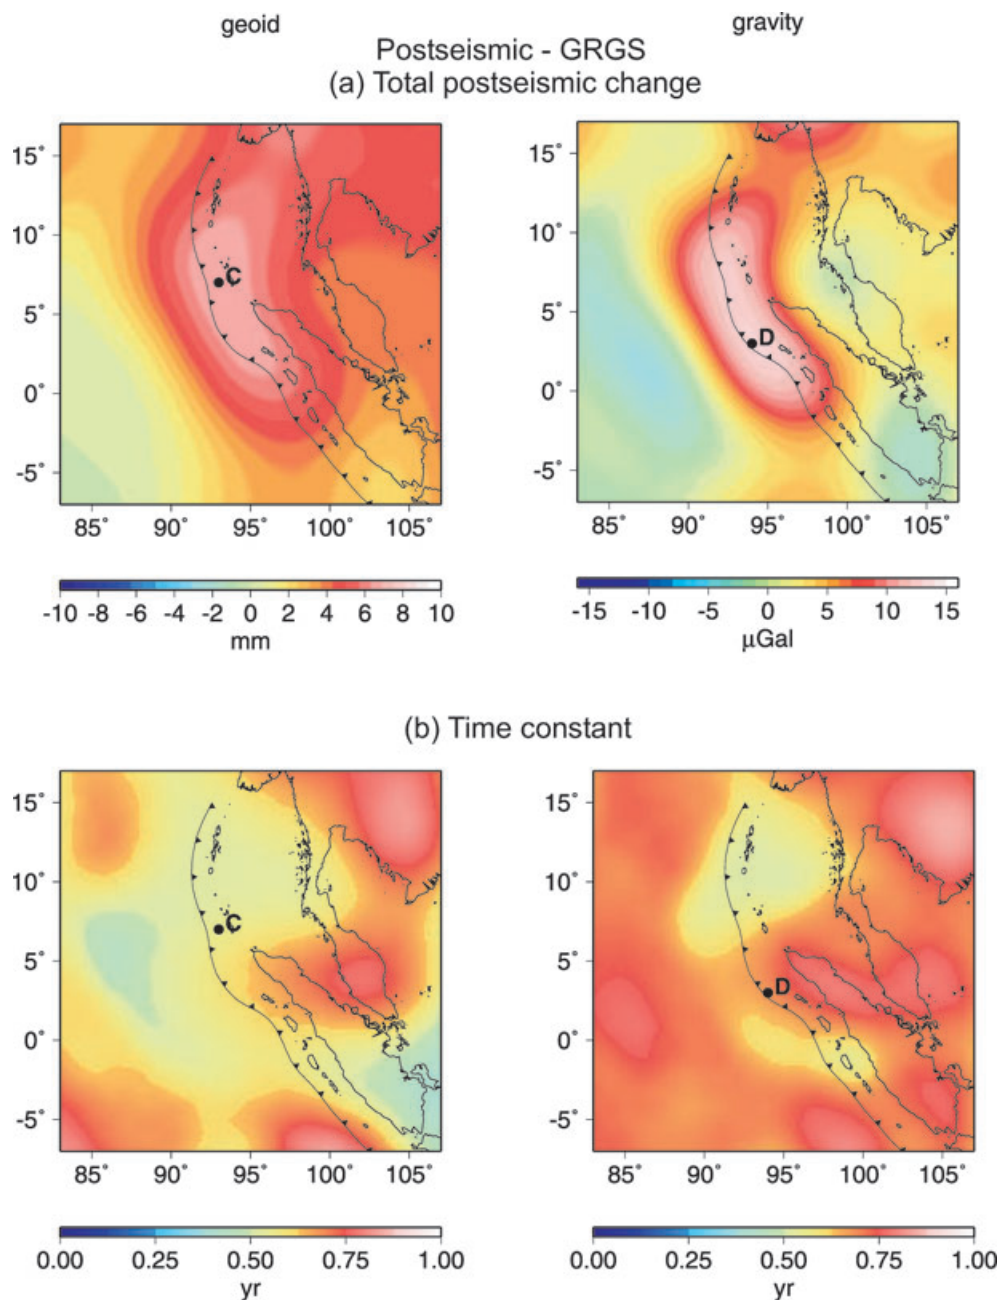 geoid gravity
Postseismic - GRGS
(a) Total postseismic change
15˚ 15˚
C
10˚ 10˚
5˚ 5˚
D
0˚ 0˚
-5˚ -5˚
85˚ 90˚ 95˚ 100˚ 105˚ 85˚ 90˚ 95˚ 100˚ 105˚
-10 -8 -6 -4 -2 0 2 4 6 8 10 -15 -10 -5 0 5 10 15
mm µGal
(b) Time constant
15˚ 15˚
10˚ 10˚
C
5˚ 5˚
D
0˚ 0˚
-5˚ -5˚
85˚ 90˚ 95˚ 100˚ 105˚ 85˚ 90˚ 95˚ 100˚ 105˚
0.00 0.25 0.50 0.75 1.00 0.00 0.25 0.50 0.75 1.00
yr yr